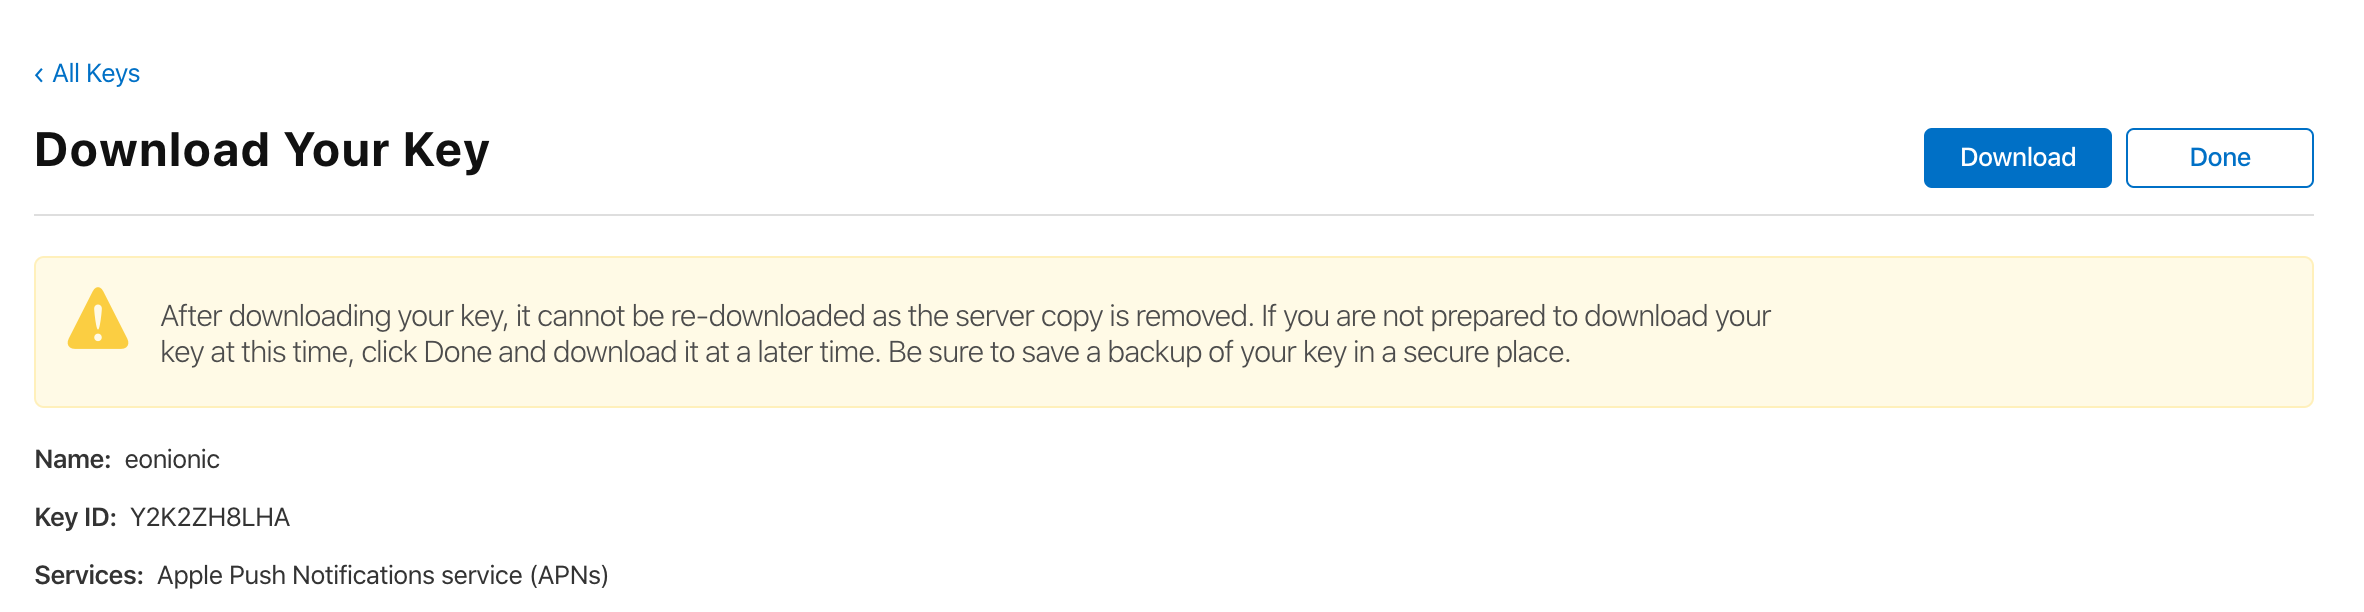 ‹ All Keys
Download Your Key
Download
Done
After downloading your key, it cannot be re-downloaded as the server copy is removed. If you are not prepared to download your
key at this time, click Done and download it at a later time. Be sure to save a backup of your key in a secure place.
Name: eonionic
Key ID: Y2K2ZH8LHA
Services: Apple Push Notifications service (APNs)